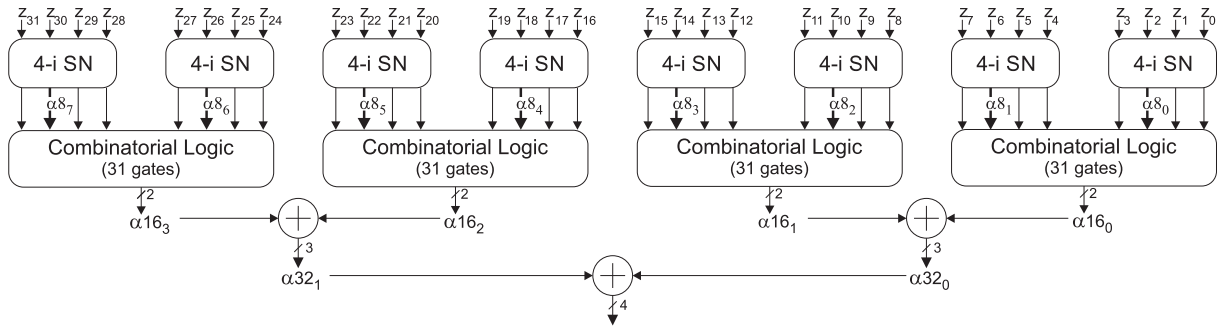 z₃₁ z₃₀ z₂₉ z₂₈ z₂₇ z₂₆ z₂₅ z₂₄ z₂₃ z₂₂ z₂₁ z₂₀ z₁₉ z₁₈ z₁₇ z₁₆ z₁₅ z₁₄ z₁₃ z₁₂ z₁₁ z₁₀ z₉ z₈ z₇ z₆ z₅ z₄ z₃ z₂ z₁ z₀
4-i SN 4-i SN 4-i SN 4-i SN 4-i SN 4-i SN 4-i SN 4-i SN
α8₇ α8₆ α8₅ α8₄ α8₃ α8₂ α8₁ α8₀
Combinatorial Logic Combinatorial Logic Combinatorial Logic Combinatorial Logic
(31 gates) (31 gates) (31 gates) (31 gates)
2 2 2 2
α16₃ + α16₂ α16₁ + α16₀
3 3
α32₁ + α32₀
4